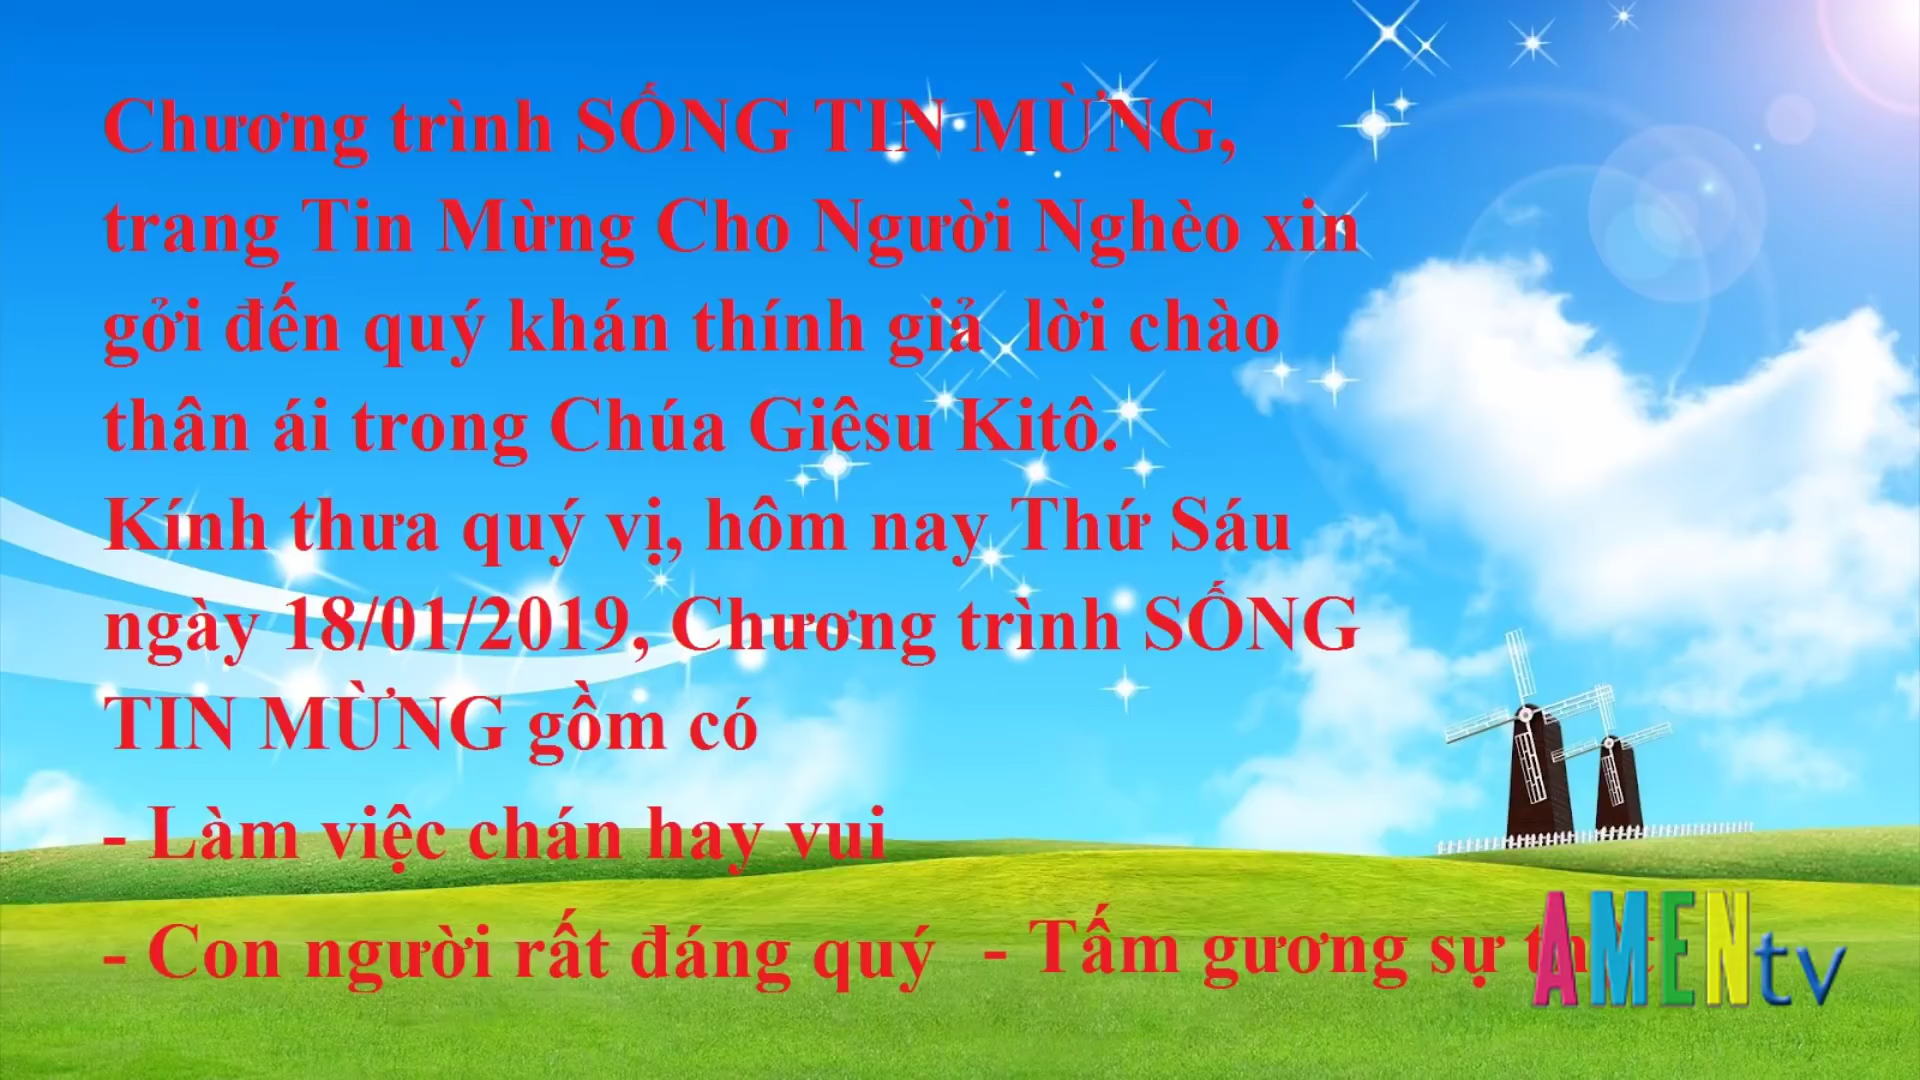 Chương trình SỐNG TIN MỪNG,
trang Tin Mừng Cho Người Nghèo xin
gởi đến quý khán thính giả lời chào
thân ái trong Chúa Giêsu Kitô.
Kính thưa quý vị, hôm nay Thứ Sáu
ngày 18/01/2019, Chương trình SỐNG
TIN MỪNG gồm có
- Làm việc chán hay vui
- Con người rất đáng quý - Tấm gương sự
AMENtv